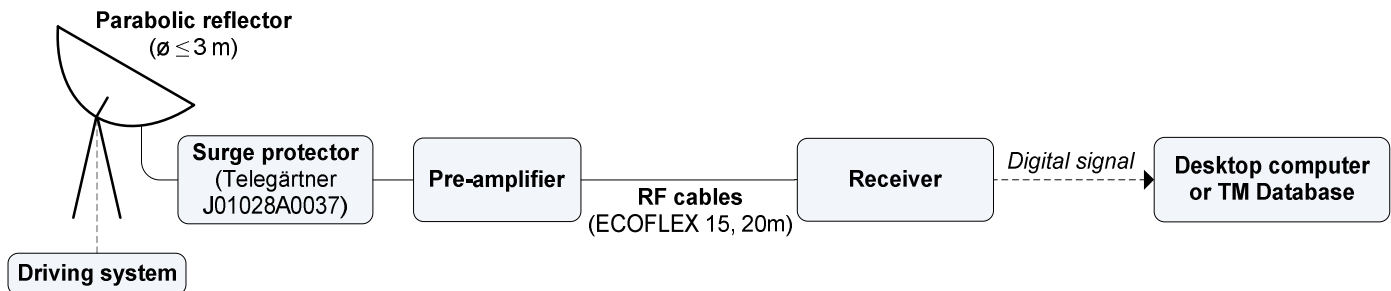 Parabolic reflector
(ø ≤ 3 m)
Surge protector
(Telegärtner
J01028A0037)
Pre-amplifier
RF cables
(ECOFLEX 15, 20m)
Receiver
Digital signal
Desktop computer
or TM Database
Driving system